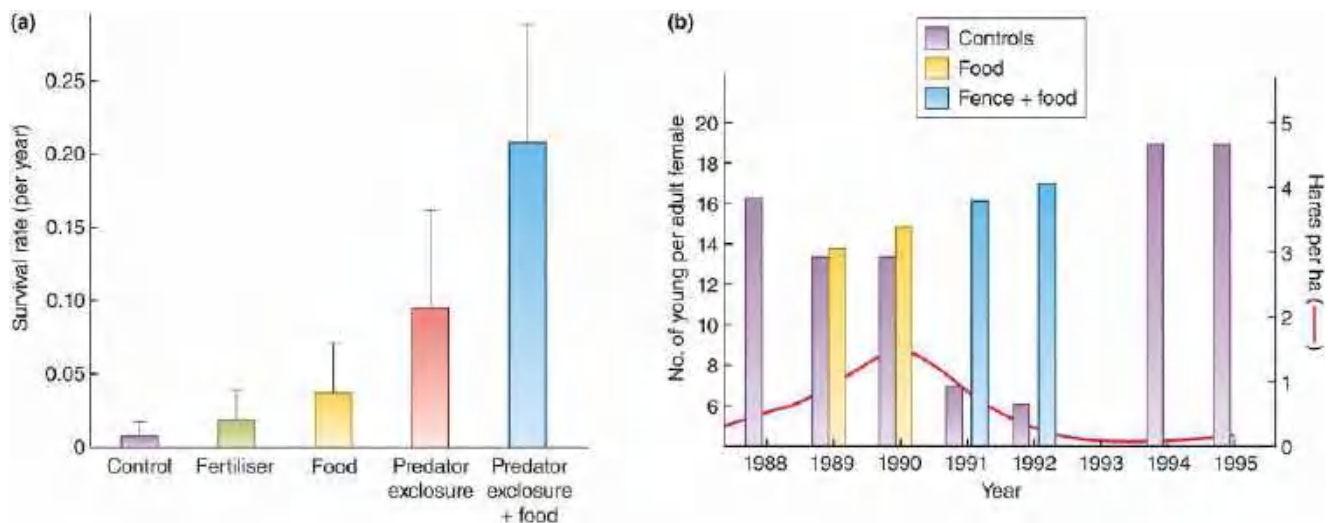 (a)
Survival rate (per year)
0.25
0.20
0.15
0.10
0.05
0
Control
Fertiliser
Food
Predator
exclosure
Predator
exclosure
+ food
(b)
Controls
Food
Fence + food
No. of young per adult female
20
18
16
14
12
10
8
6
5
4
3
2
1
0
Hares per ha ( )
1988
1989
1990
1991
1992
1993
1994
1995
Year